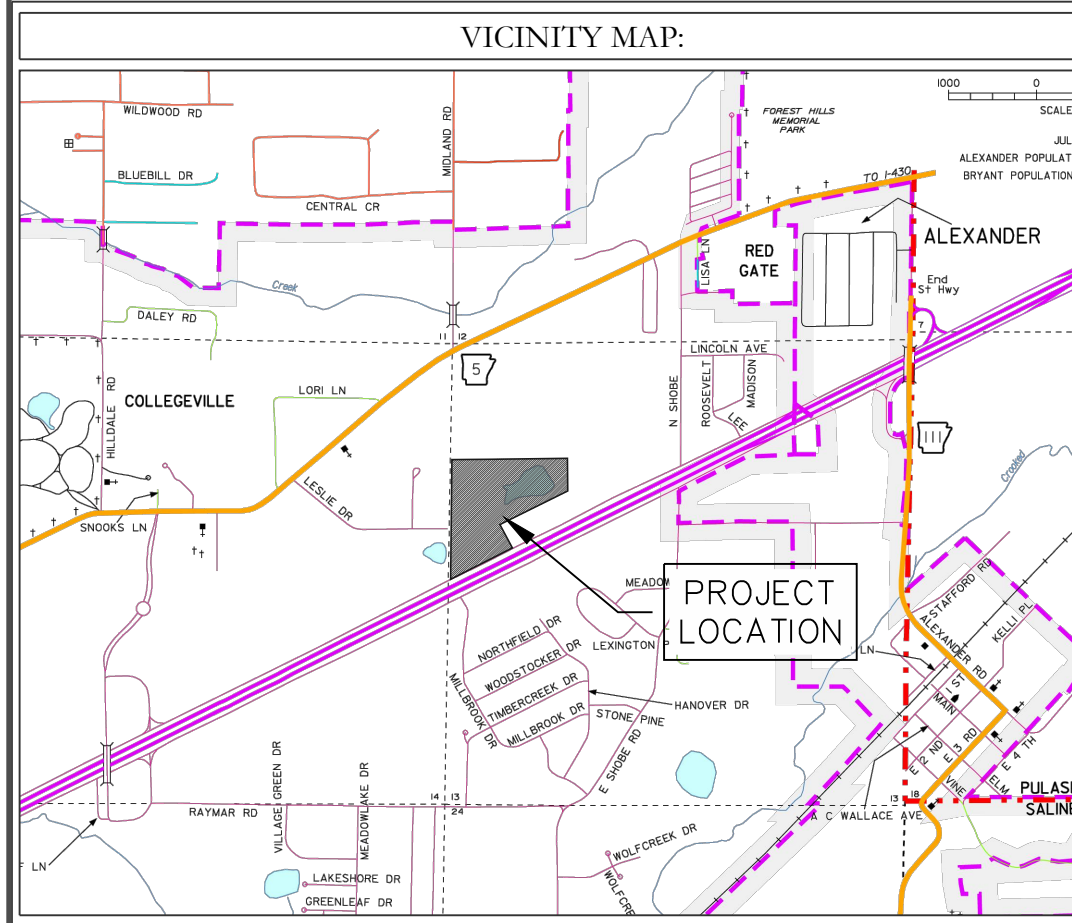 VICINITY MAP:
WILDWOOD RD
MIDLAND RD
FOREST HILLS
MEMORIAL
PARK
1000
0
SCALE
JUL
ALEXANDER POPULAT
BRYANT POPULATION
BLUEBILL DR
CENTRAL CR
TO I-430
ALEXANDER
RED
GATE
LISA LN
End
St Hwy
7
Creek
DALEY RD
11
12
5
LINCOLN AVE
N SHOBE
ROOSEVELT
MADISON
LEE
LORI LN
COLLEGEVILLE
HILLDALE RD
111
Crooked
LESLIE DR
SNOOKS LN
PROJECT
LOCATION
MEADOW
LEXINGTON
STAFFORD RD
KELLI PL
ALEXANDER RD
LN
NORTHFIELD DR
WOODSTOCKER DR
TIMBERCREEK DR
MILLBROOK DR
MILLBROOK DR
HANOVER DR
STONE PINE
E SHOBE RD
1 ST
MAIN
E 2 ND
E 3 RD
E 4 TH
VINE
ELM
VILLAGE GREEN DR
MEADOWLAKE DR
14
13
24
13
18
RAYMAR RD
A C WALLACE AVE
PULASK
SALINE
F LN
WOLFCREEK DR
WOLFCRE
LAKESHORE DR
GREENLEAF DR